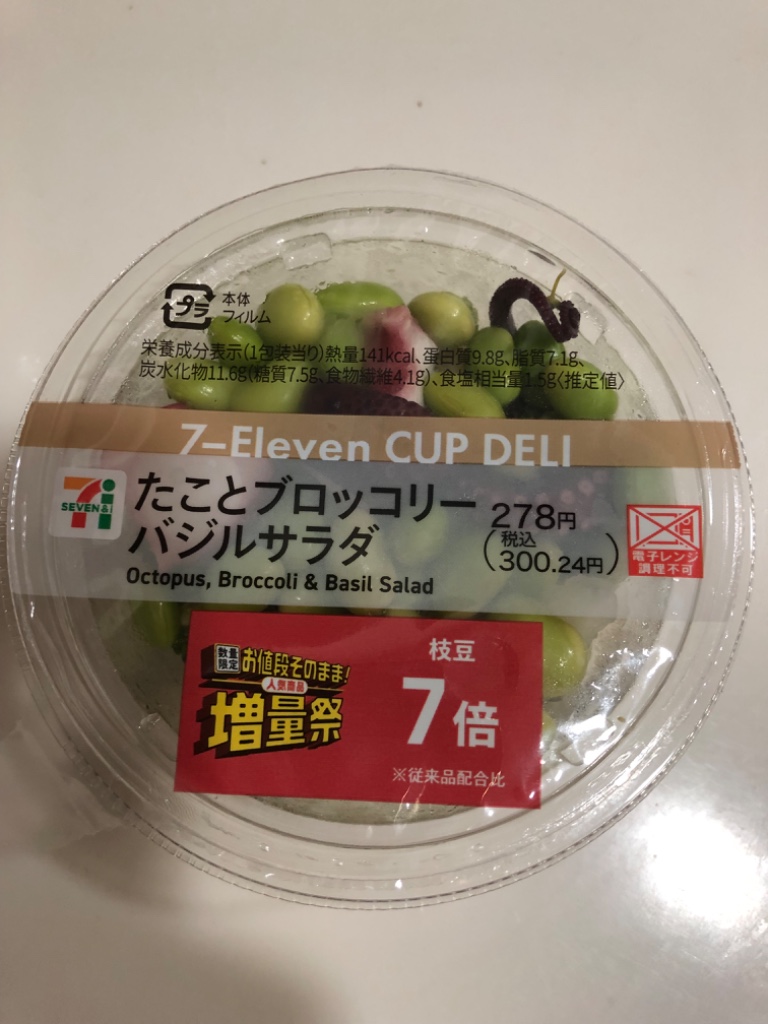 プラ
本体
フィルム
栄養成分表示(1包装当り)熱量141kcal、蛋白質9.8g、脂質7.1g、
炭水化物11.6g(糖質7.5g、食物繊維4.1g)、食塩相当量1.5g〈推定値〉
7-Eleven CUP DELI
SEVEN&i
たことブロッコリー
バジルサラダ
Octopus, Broccoli & Basil Salad
278円
(税込
300.24円)
電子レンジ
調理不可
数量
限定
お値段そのまま!
人気商品
増量祭
枝豆
7倍
※従来品配合比